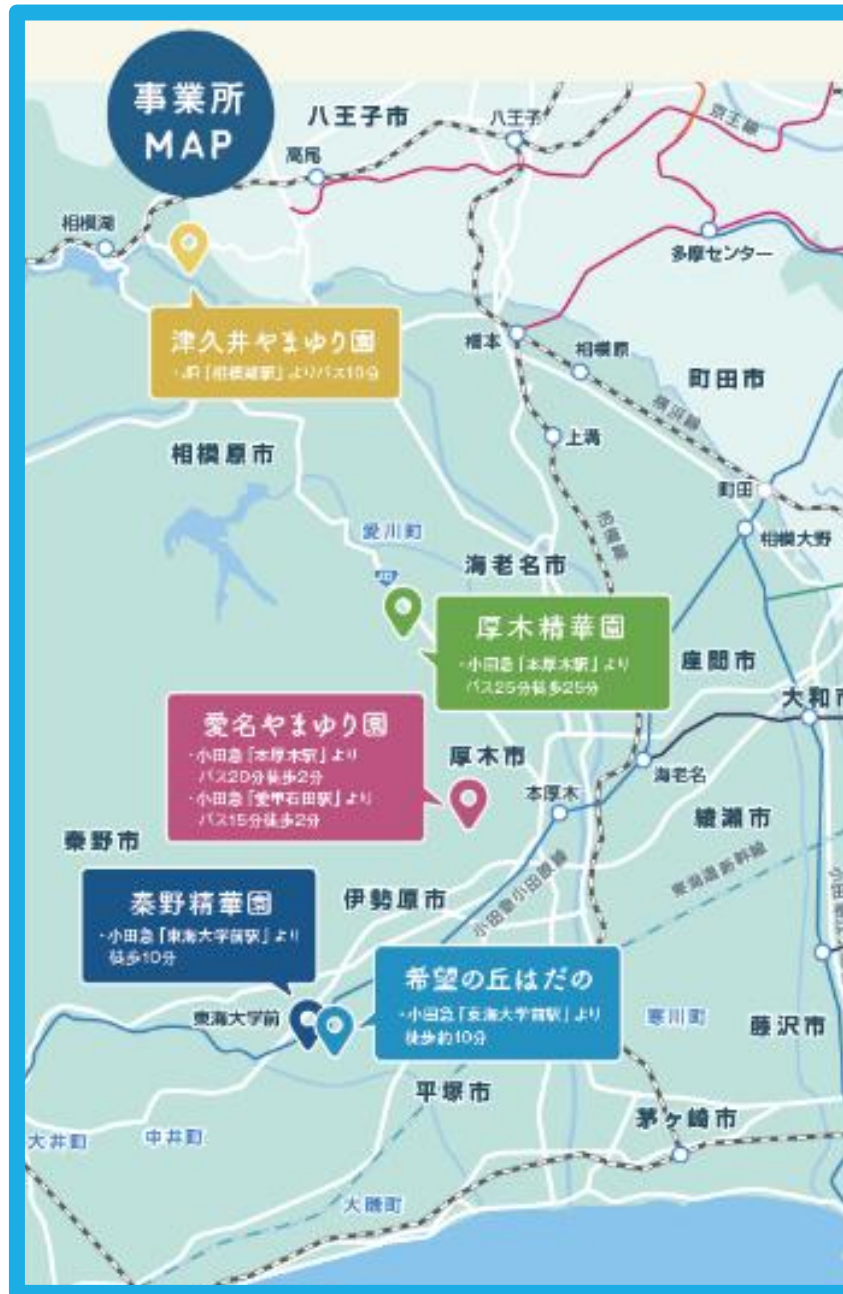 事業所
MAP
八王子市
八王子
京王線
高尾
相模湖
多摩センター
津久井やまゆり園
・JR「相模湖駅」よりバス10分
橋本
相模原
町田市
横浜線
上溝
相模原市
町田
相模大野
相模線
愛川町
海老名市
厚木精華園
・小田急「本厚木駅」より
バス25分徒歩25分
座間市
大和市
愛名やまゆり園
・小田急「本厚木駅」より
バス20分徒歩2分
・小田急「愛甲石田駅」より
バス15分徒歩2分
厚木市
海老名
本厚木
綾瀬市
秦野市
東海道新幹線
小田急小田原線
伊勢原市
秦野精華園
・小田急「東海大学前駅」より
徒歩10分
希望の丘はだの
・小田急「東海大学前駅」より
徒歩約10分
東海大学前
寒川町
藤沢市
平塚市
茅ヶ崎市
大井町
中井町
大磯町